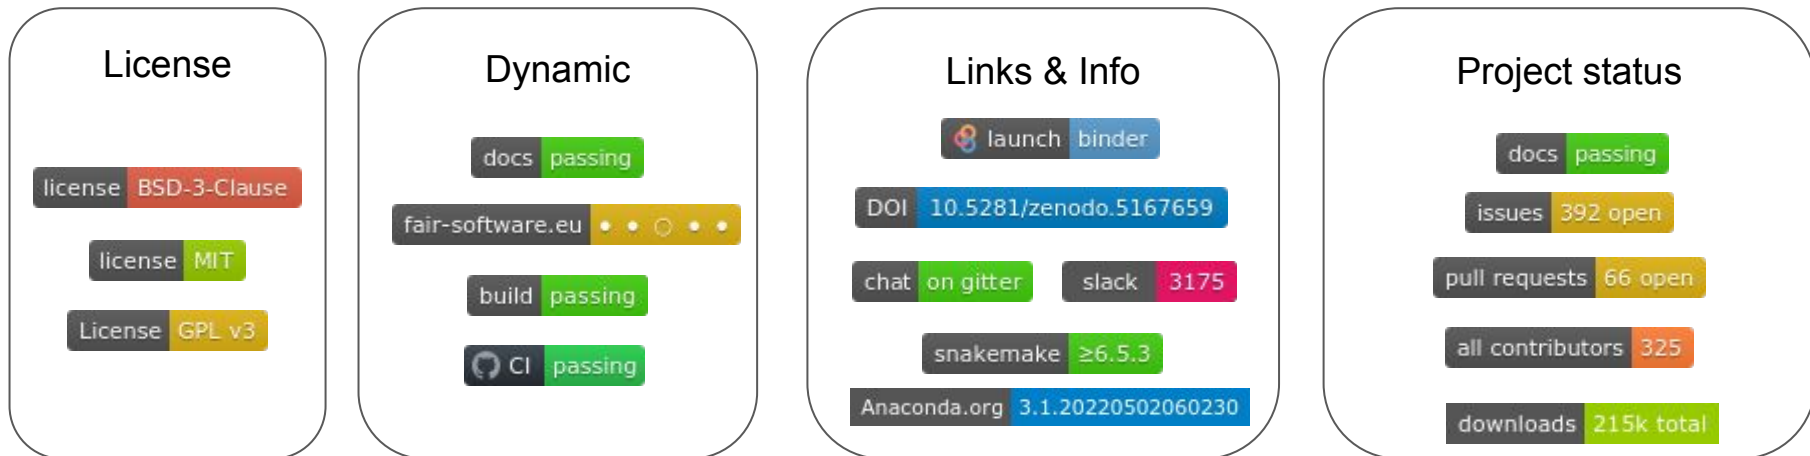 License
license BSD-3-Clause
license MIT
License GPL v3
Dynamic
docs passing
fair-software.eu ● ● ○ ● ●
build passing
CI passing
Links & Info
launch binder
DOI 10.5281/zenodo.5167659
chat on gitter slack 3175
snakemake ≥6.5.3
Anaconda.org 3.1.20220502060230
Project status
docs passing
issues 392 open
pull requests 66 open
all contributors 325
downloads 215k total